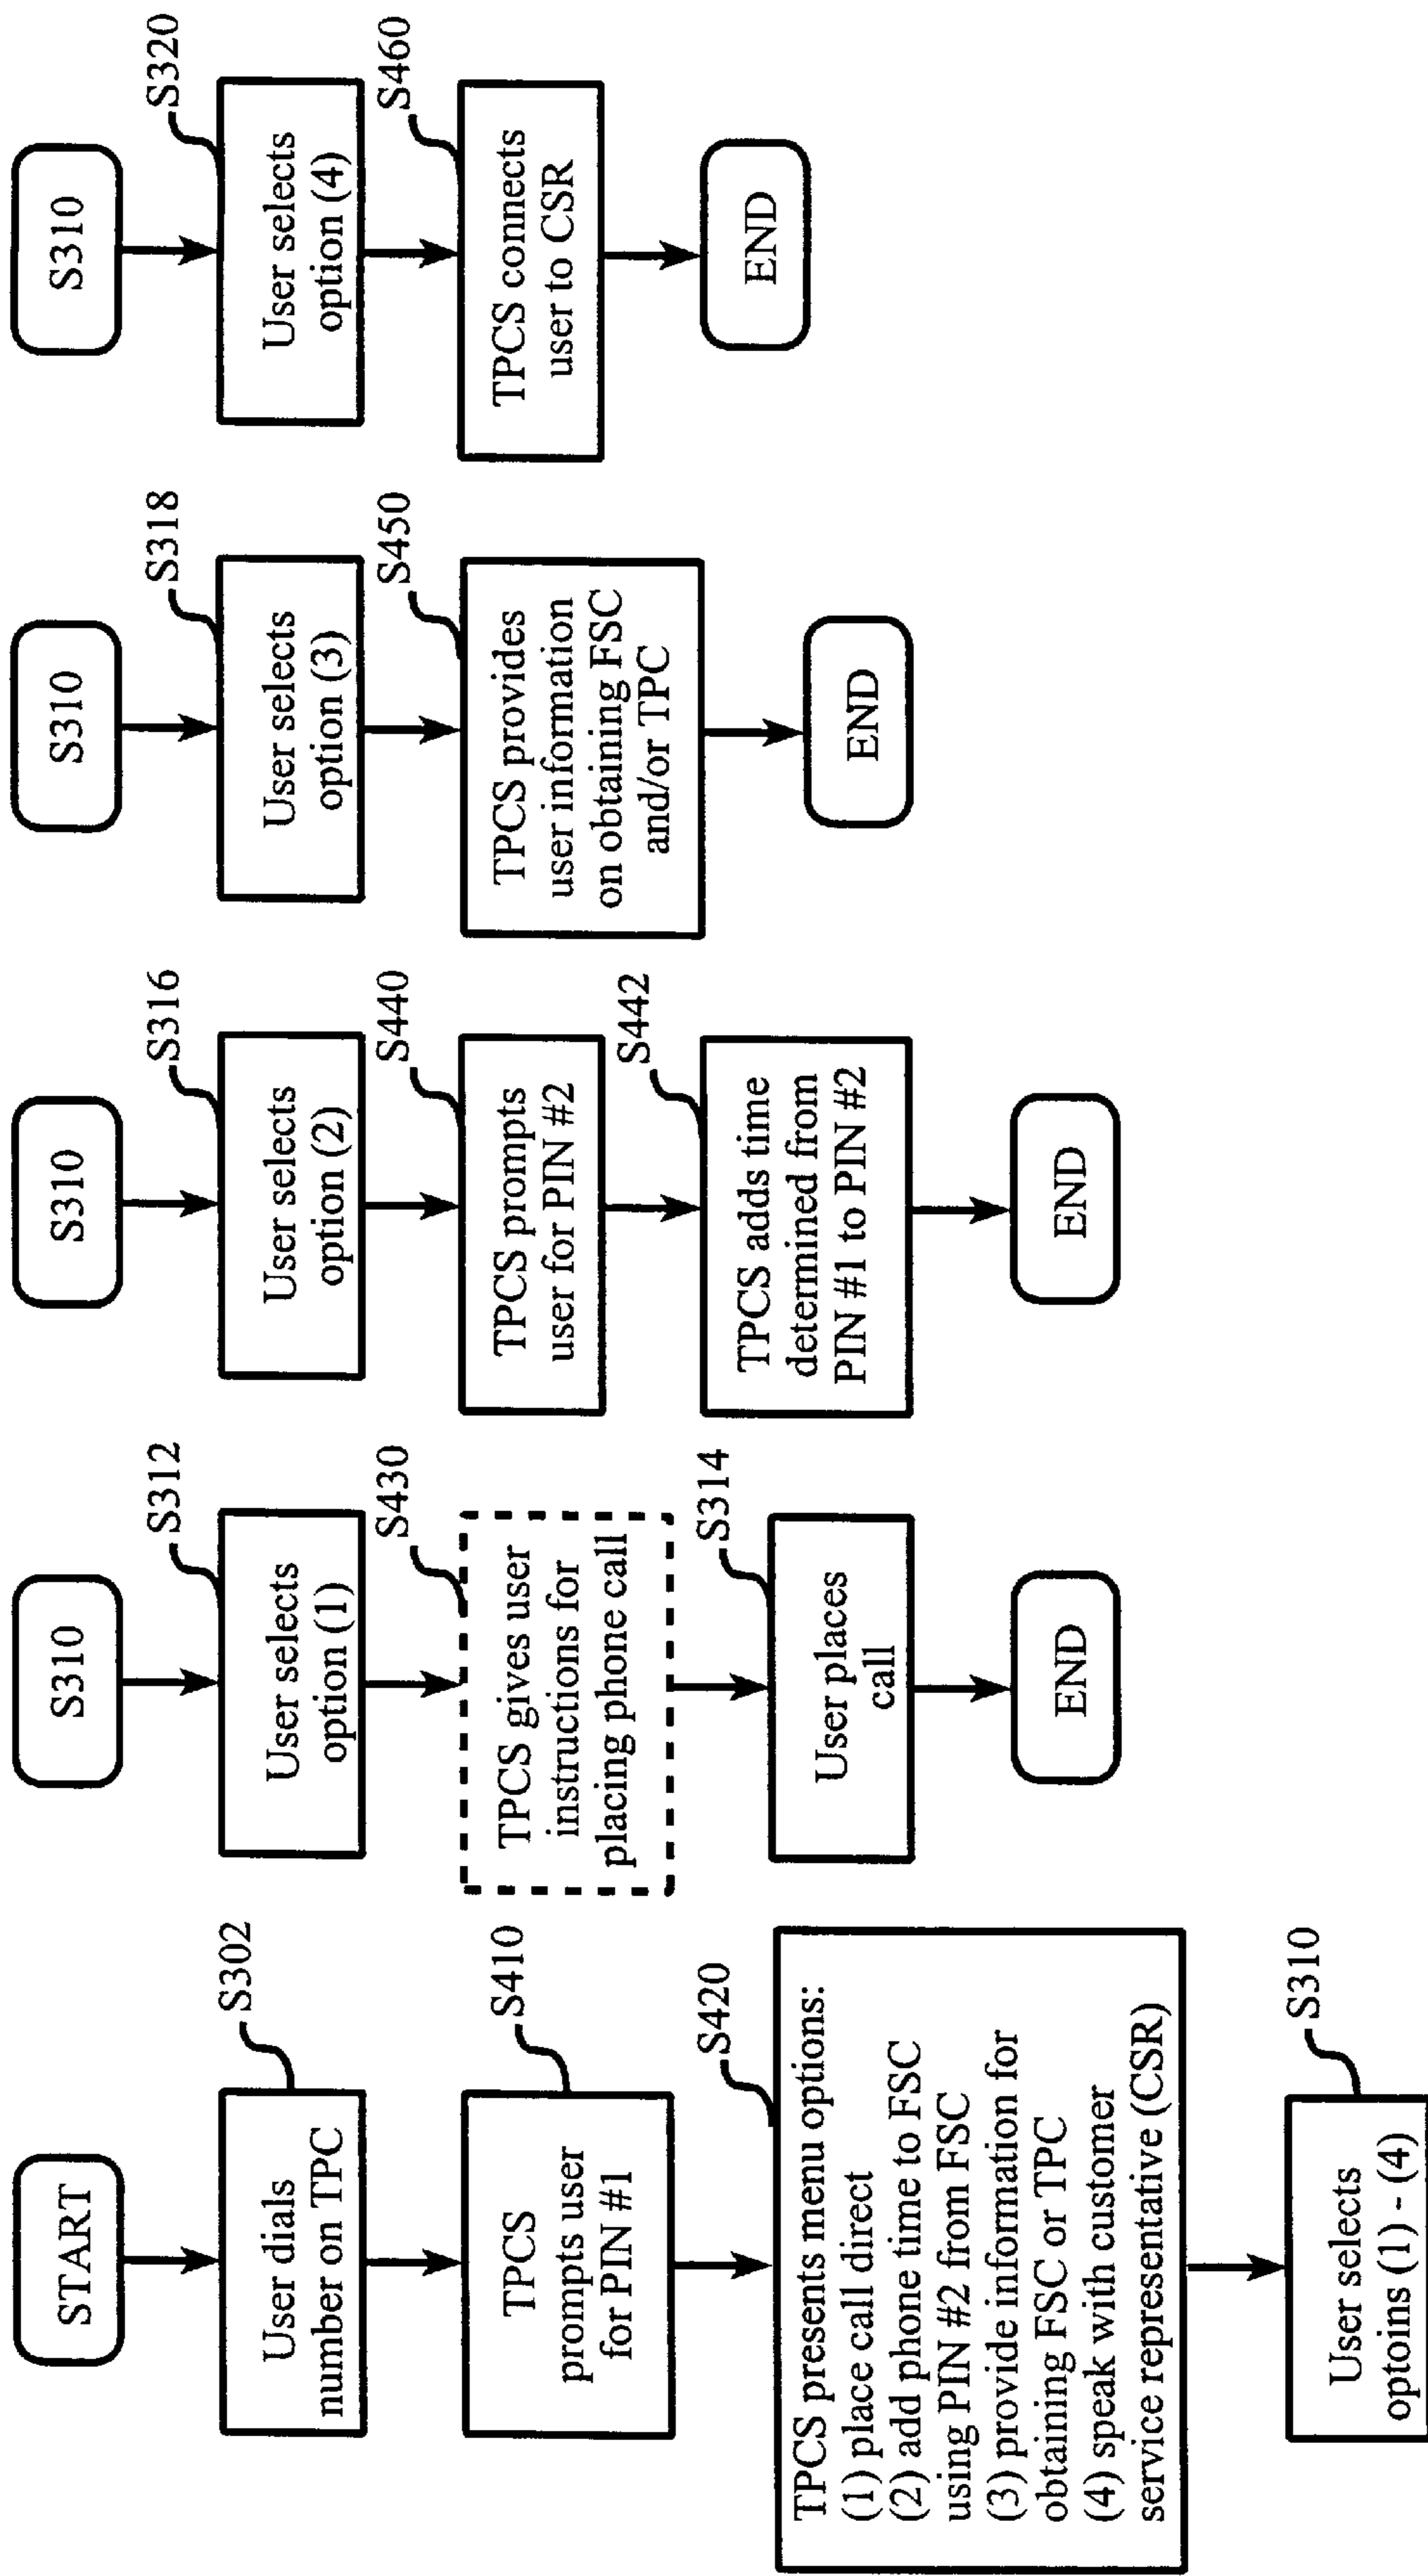 START
S302
User dials
number on TPC
S410
TPCS
prompts user
for PIN #1
S420
TPCS presents menu options:
(1) place call direct
(2) add phone time to FSC
using PIN #2 from FSC
(3) provide information for
obtaining FSC or TPC
(4) speak with customer
service representative (CSR)
S310
User selects
optoins (1) - (4)
S310
S312
User selects
option (1)
S430
TPCS gives user
instructions for
placing phone call
S314
User places
call
END
S310
S316
User selects
option (2)
S440
TPCS prompts
user for PIN #2
S442
TPCS adds time
determined from
PIN #1 to PIN #2
END
S310
S318
User selects
option (3)
S450
TPCS provides
user information
on obtaining FSC
and/or TPC
END
S310
S320
User selects
option (4)
S460
TPCS connects
user to CSR
END